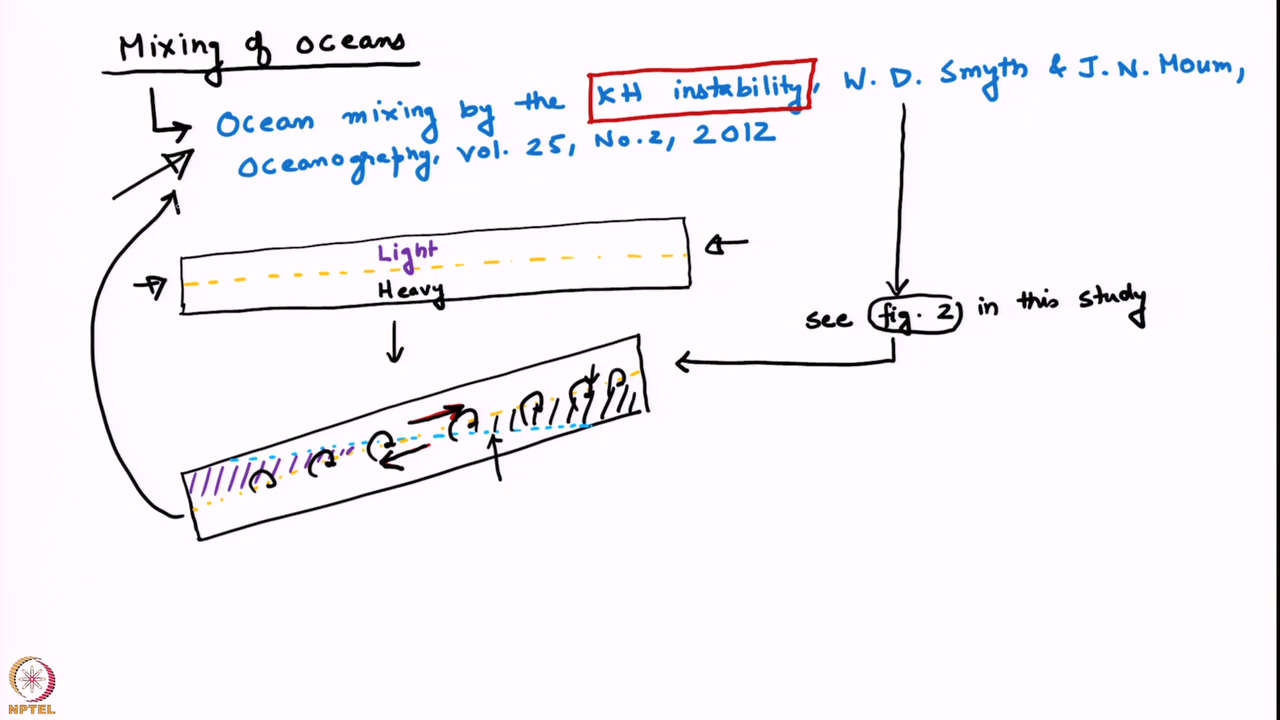 Mixing of oceans
Ocean mixing by the KH instability, W. D. Smyth & J. N. Moum,
Oceanography, vol. 25, No. 2, 2012
Light
Heavy
see fig. 2 in this study
NPTEL